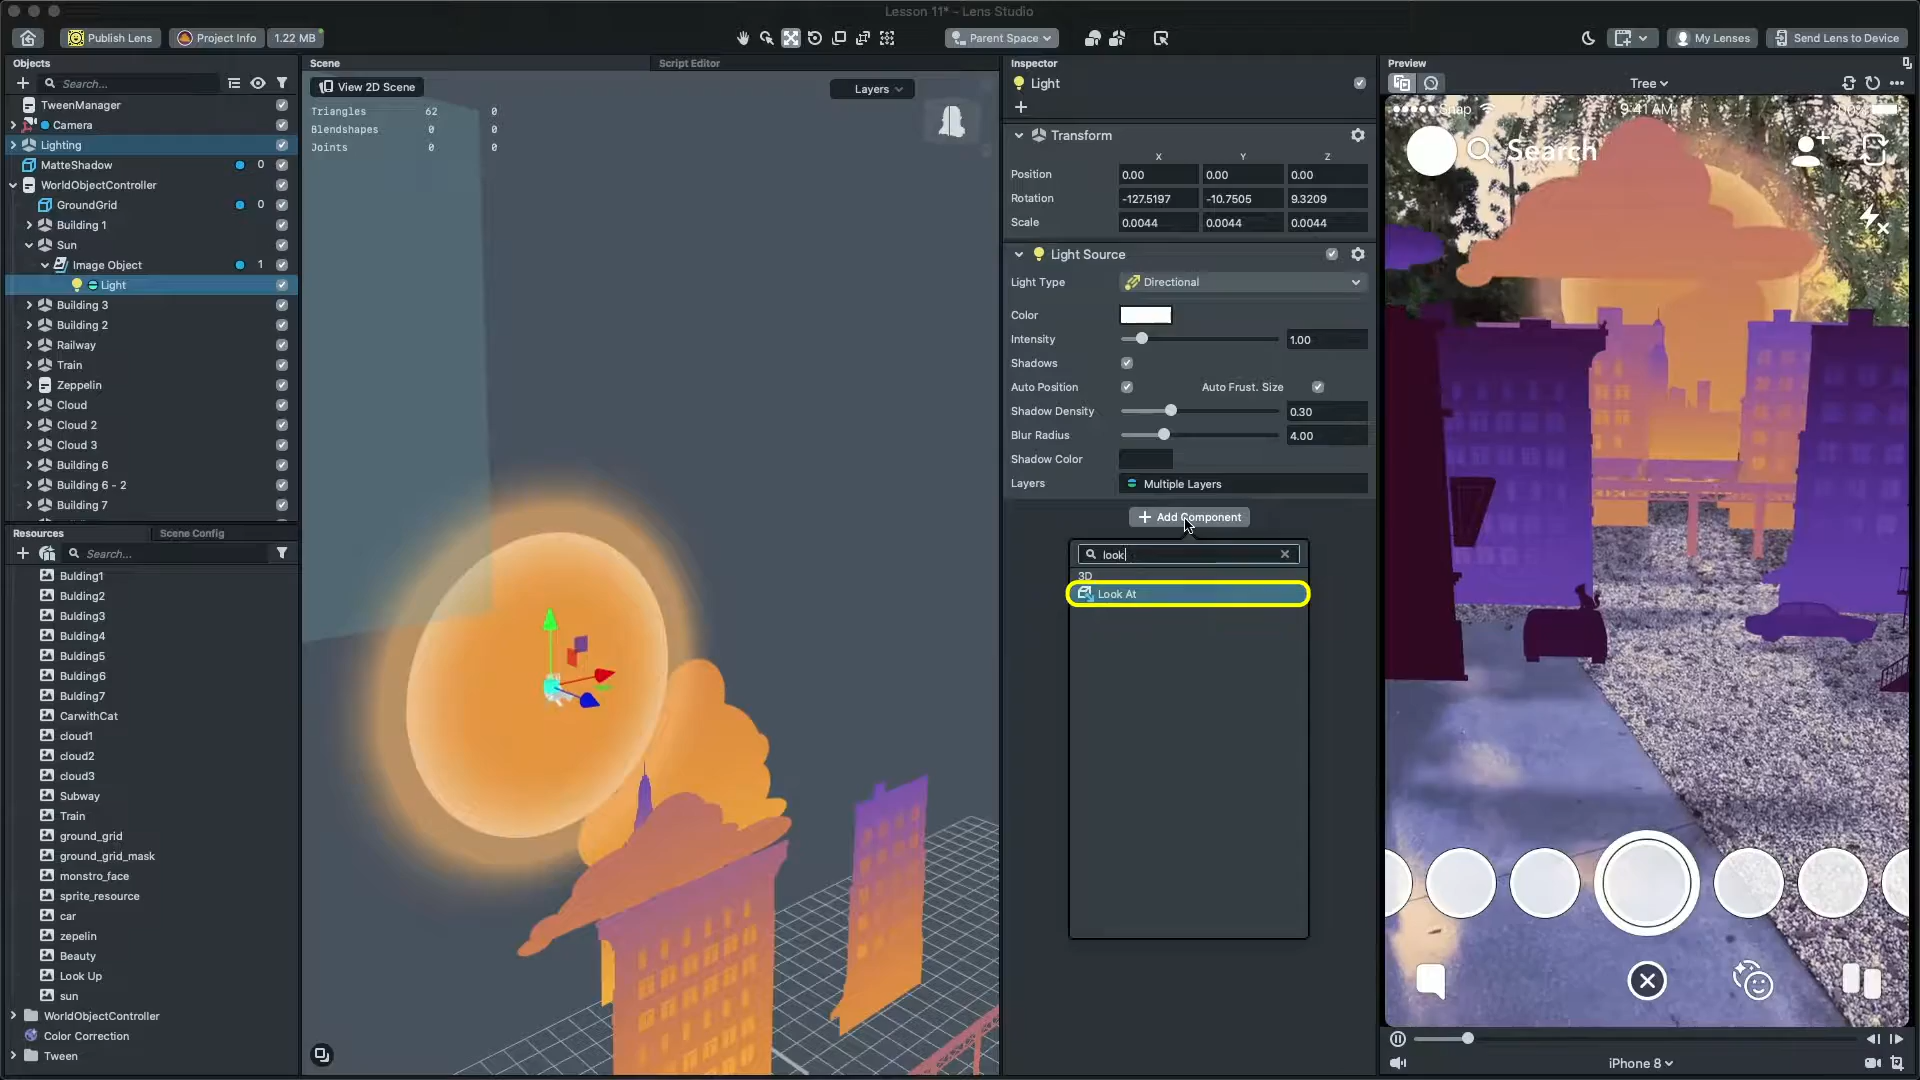 Lesson 11* - Lens Studio
Publish Lens
Project Info
1.22 MB
Parent Space
My Lenses
Send Lens to Device
Objects
Search...
TweenManager
Camera
Lighting
MatteShadow 0
WorldObjectController
GroundGrid 0
Building 1
Sun
Image Object 1
Light
Building 3
Building 2
Railway
Train
Zeppelin
Cloud
Cloud 2
Cloud 3
Building 6
Building 6 - 2
Building 7
Resources
Scene Config
Search...
Bulding1
Bulding2
Bulding3
Bulding4
Bulding5
Bulding6
Bulding7
CarwithCat
cloud1
cloud2
cloud3
Subway
Train
ground_grid
ground_grid_mask
monstro_face
sprite_resource
car
zepelin
Beauty
Look Up
sun
WorldObjectController
Color Correction
Tween
Scene
Script Editor
View 2D Scene
Layers
Triangles 62 0
Blendshapes 0 0
Joints 0 0
Inspector
Light
Transform
X Y Z
Position 0.00 0.00 0.00
Rotation -127.5197 -10.7505 9.3209
Scale 0.0044 0.0044 0.0044
Light Source
Light Type Directional
Color
Intensity 1.00
Shadows
Auto Position Auto Frust. Size
Shadow Density 0.30
Blur Radius 4.00
Shadow Color
Layers Multiple Layers
+ Add Component
look
3D
Look At
Preview
Tree
Snap 9:41 AM
Search
iPhone 8